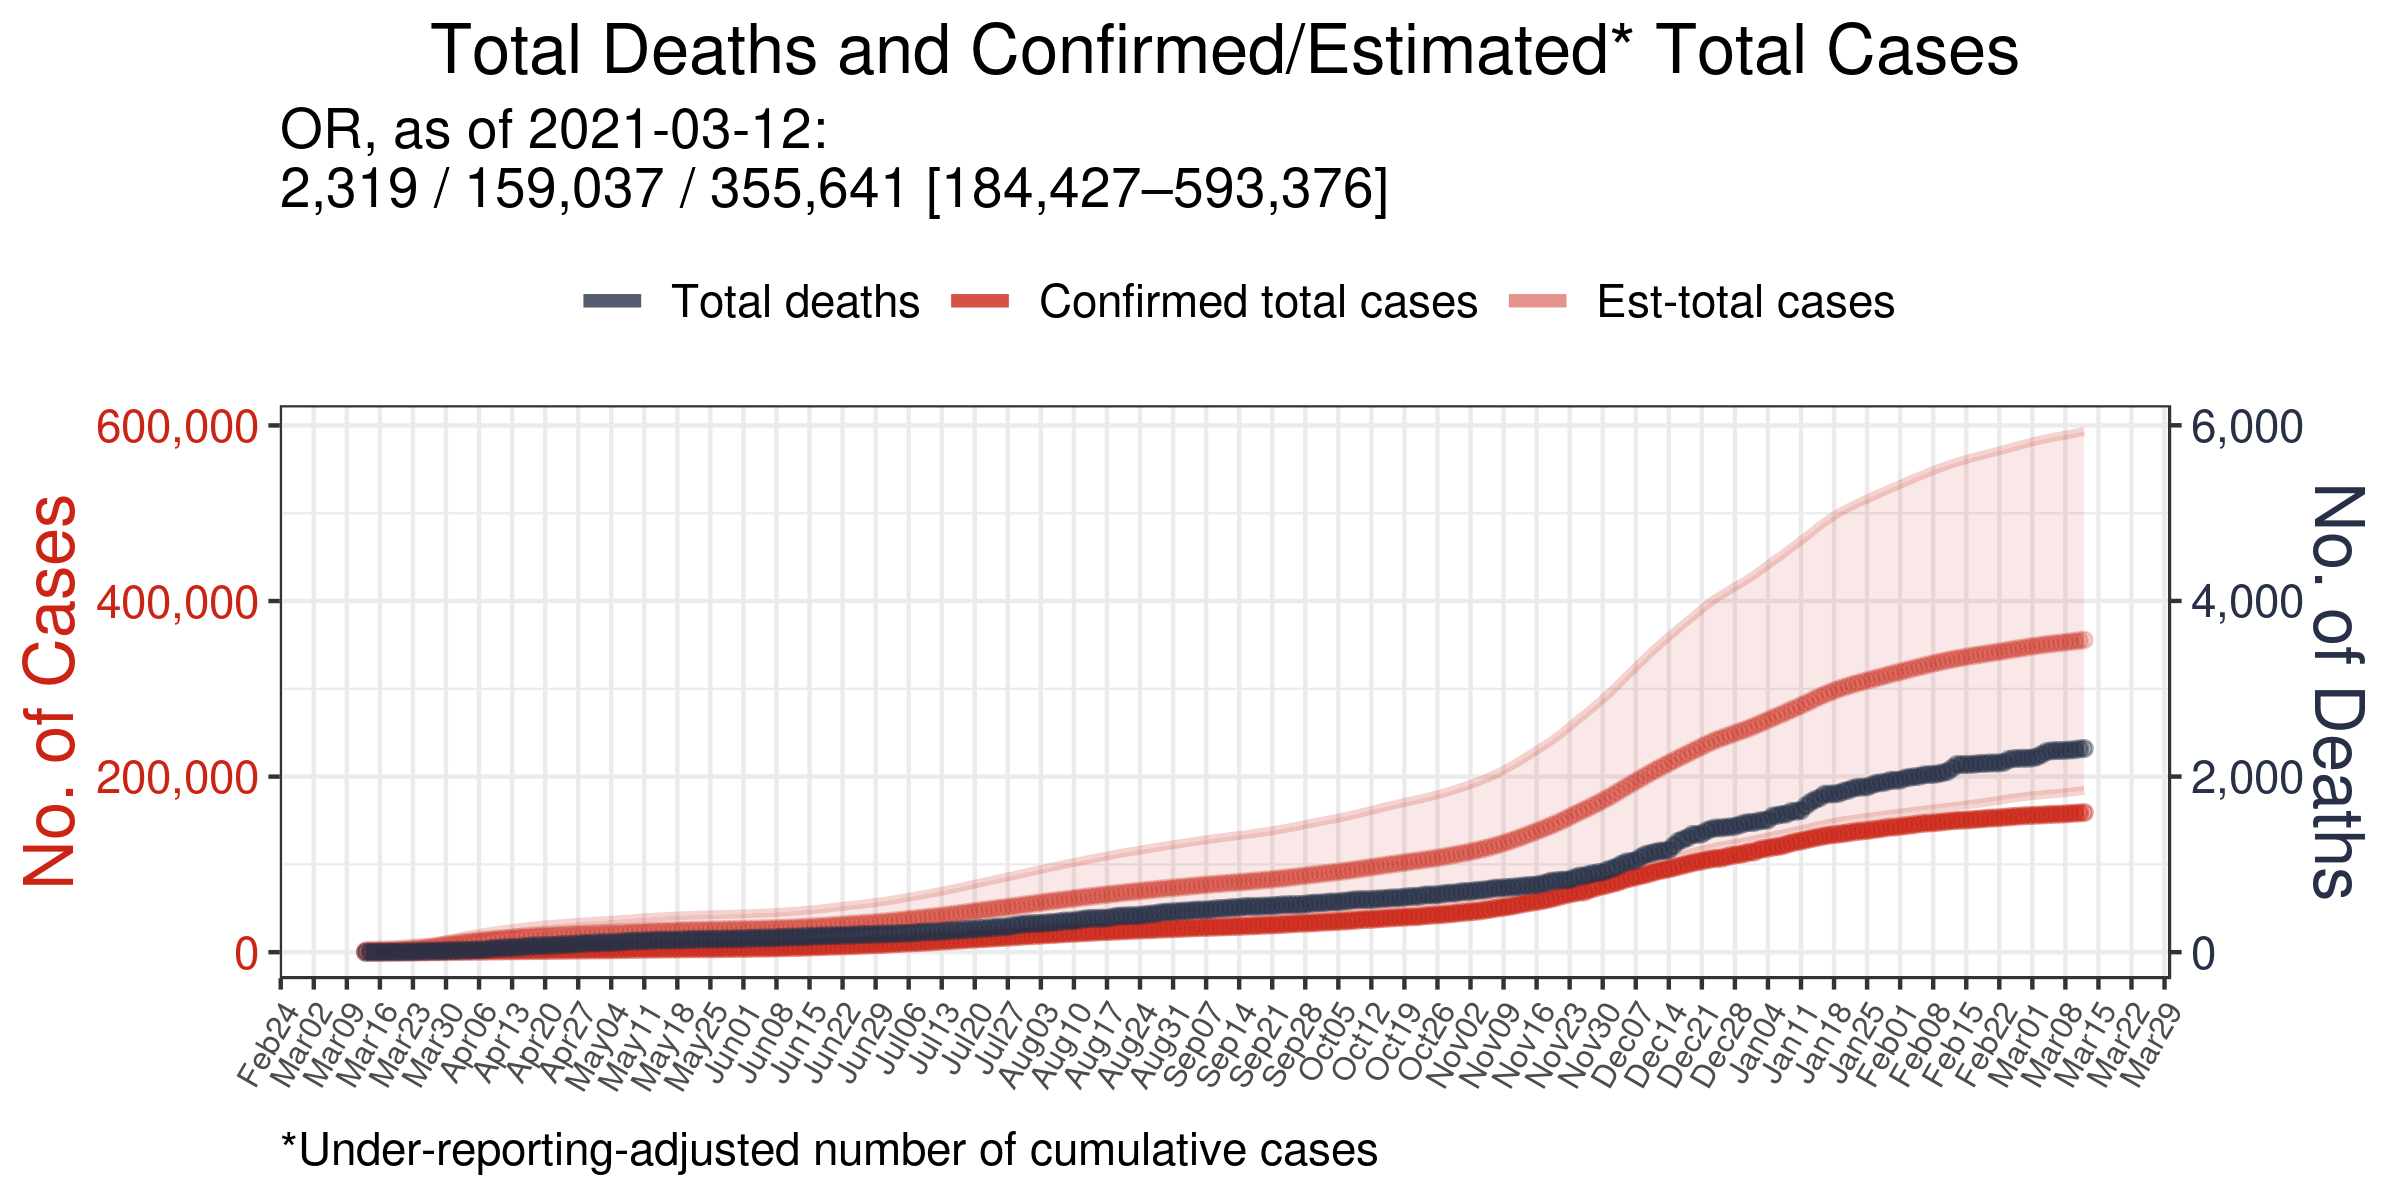 Total Deaths and Confirmed/Estimated* Total Cases
OR, as of 2021-03-12:
2,319 / 159,037 / 355,641 [184,427–593,376]
Total deaths
Confirmed total cases
Est-total cases
No. of Cases
600,000
400,000
200,000
0
6,000
4,000
2,000
0
No. of Deaths
Feb24
Mar02
Mar09
Mar16
Mar23
Mar30
Apr06
Apr13
Apr20
Apr27
May04
May11
May18
May25
Jun01
Jun08
Jun15
Jun22
Jun29
Jul06
Jul13
Jul20
Jul27
Aug03
Aug10
Aug17
Aug24
Aug31
Sep07
Sep14
Sep21
Sep28
Oct05
Oct12
Oct19
Oct26
Nov02
Nov09
Nov16
Nov23
Nov30
Dec07
Dec14
Dec21
Dec28
Jan04
Jan11
Jan18
Jan25
Feb01
Feb08
Feb15
Feb22
Mar01
Mar08
Mar15
Mar22
Mar29
*Under-reporting-adjusted number of cumulative cases